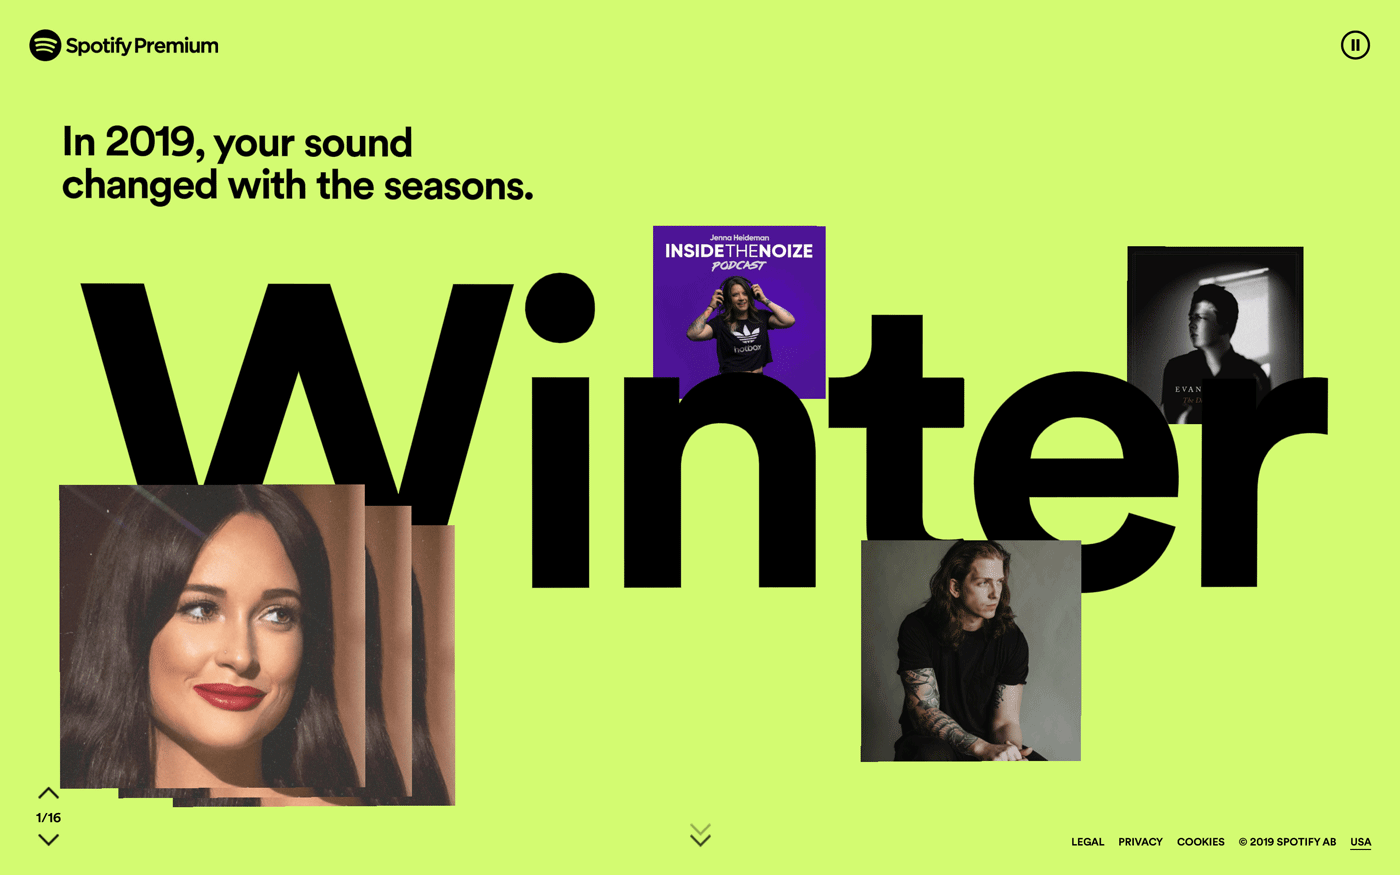 Spotify Premium
In 2019, your sound
changed with the seasons.
Jenna Heideman
INSIDETHENOIZE
PODCAST
hotbox
Winter
EVAN
1/16
LEGAL PRIVACY COOKIES © 2019 SPOTIFY AB USA